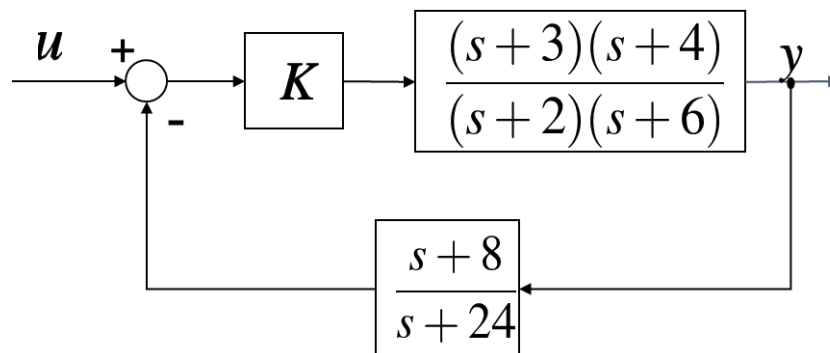 u + K (s + 3)(s + 4) y
(s + 2)(s + 6)
-
s + 8
s + 24